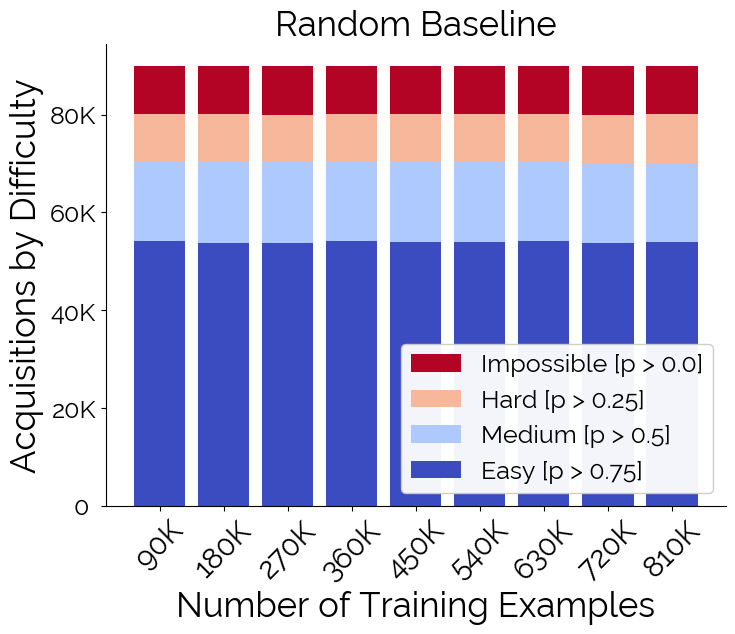 Random Baseline
Acquisitions by Difficulty
80K
60K
40K
20K
0
Impossible [p > 0.0]
Hard [p > 0.25]
Medium [p > 0.5]
Easy [p > 0.75]
90K
180K
270K
360K
450K
540K
630K
720K
810K
Number of Training Examples